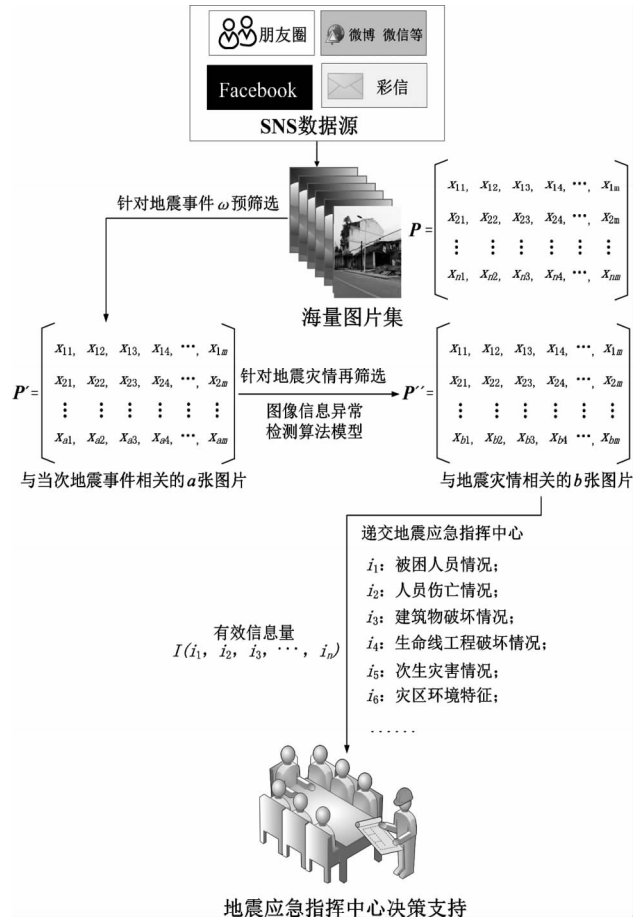 朋友圈
微博 微信等
Facebook
彩信
SNS数据源
针对地震事件ω预筛选
海量图片集
P =
x11, x12, x13, x14, ···, x1m
x21, x22, x23, x24, ···, x2m
⋮ ⋮ ⋮ ⋮ ⋮ ⋮
xn1, xn2, xn3, xn4, ···, xnm
P′=
x11, x12, x13, x14, ···, x1m
x21, x22, x23, x24, ···, x2m
⋮ ⋮ ⋮ ⋮ ⋮ ⋮
xa1, xa2, xa3, xa4, ···, xam
与当次地震事件相关的a张图片
针对地震灾情再筛选
图像信息异常
检测算法模型
P′′=
x11, x12, x13, x14, ···, x1m
x21, x22, x23, x24, ···, x2m
⋮ ⋮ ⋮ ⋮ ⋮ ⋮
xb1, xb2, xb3, xb4 ···, xbm
与地震灾情相关的b张图片
递交地震应急指挥中心
i1：被困人员情况；
i2：人员伤亡情况；
i3：建筑物破坏情况；
i4：生命线工程破坏情况；
i5：次生灾害情况；
i6：灾区环境特征；
······
有效信息量
I(i1, i2, i3, ···, in)
地震应急指挥中心决策支持